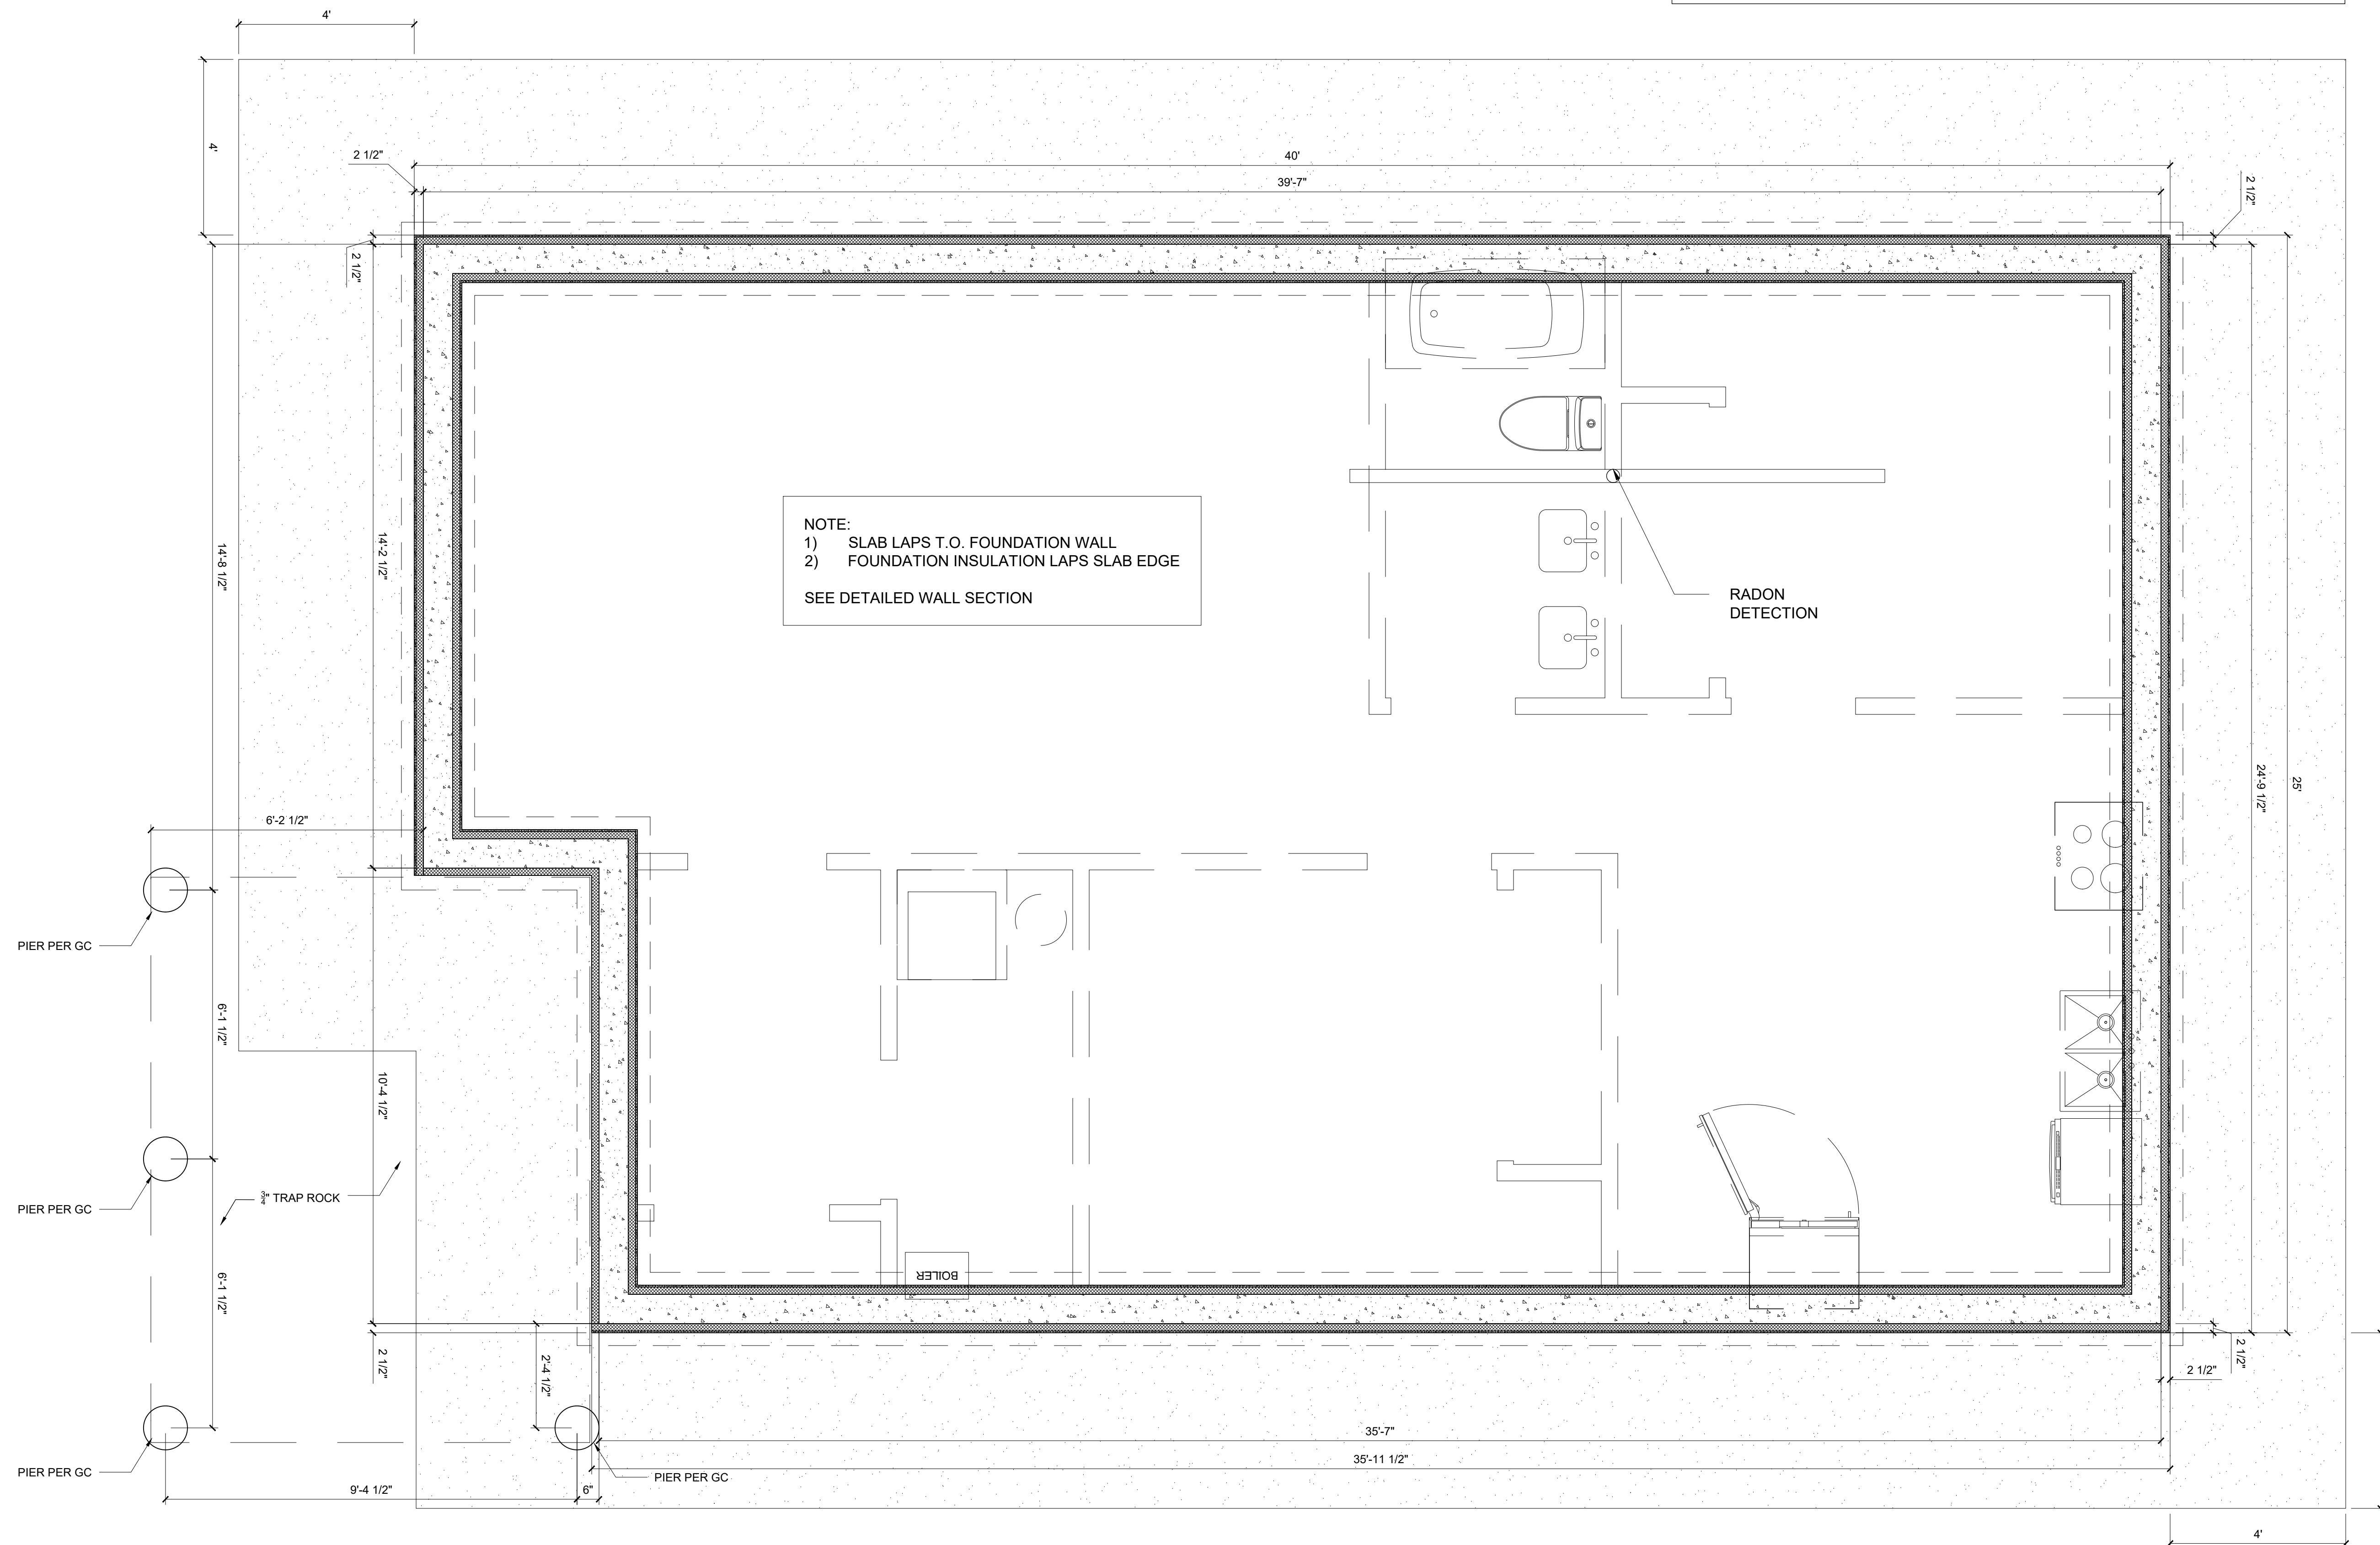 4'
4'
2 1/2"
40'
39'-7"
2 1/2"
2 1/2"
14'-8 1/2"
14'-2 1/2"
NOTE:
1) SLAB LAPS T.O. FOUNDATION WALL
2) FOUNDATION INSULATION LAPS SLAB EDGE
SEE DETAILED WALL SECTION
RADON
DETECTION
24'-9 1/2"
25'
6'-2 1/2"
PIER PER GC
6'-1 1/2"
10'-4 1/2"
PIER PER GC
3/4" TRAP ROCK
6'-1 1/2"
BOILER
2 1/2"
2'-4 1/2"
2 1/2"
2 1/2"
35'-7"
35'-11 1/2"
PIER PER GC
PIER PER GC
9'-4 1/2"
6"
4'